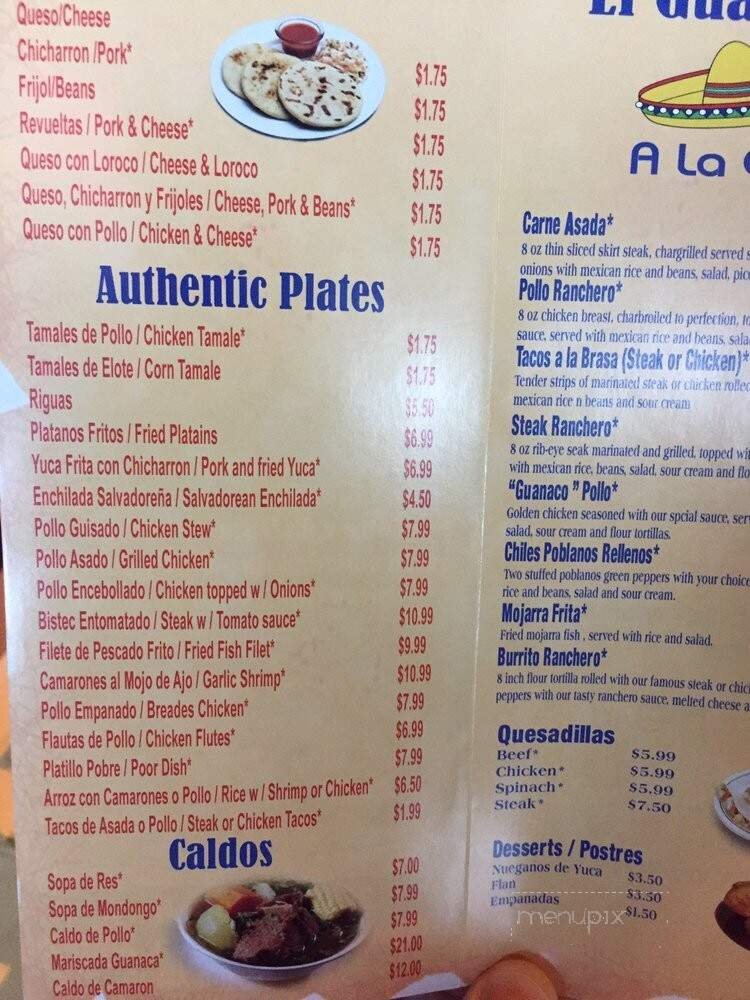 Queso/Cheese
Chicharron /Pork* $1.75
Frijol/Beans $1.75
Revueltas / Pork & Cheese* $1.75
Queso con Loroco / Cheese & Loroco $1.75
Queso, Chicharron y Frijoles / Cheese, Pork & Beans* $1.75
Queso con Pollo / Chicken & Cheese* $1.75
Authentic Plates
Tamales de Pollo / Chicken Tamale* $1.75
Tamales de Elote / Corn Tamale $1.75
Riguas $5.50
Platanos Fritos / Fried Platains $6.99
Yuca Frita con Chicharron / Pork and fried Yuca* $6.99
Enchilada Salvadoreña / Salvadorean Enchilada* $4.50
Pollo Guisado / Chicken Stew* $7.99
Pollo Asado / Grilled Chicken* $7.99
Pollo Encebollado / Chicken topped w / Onions* $7.99
Bistec Entomatado / Steak w / Tomato sauce* $10.99
Filete de Pescado Frito / Fried Fish Filet* $9.99
Camarones al Mojo de Ajo / Garlic Shrimp* $10.99
Pollo Empanado / Breades Chicken* $7.99
Flautas de Pollo / Chicken Flutes* $6.99
Platillo Pobre / Poor Dish* $7.99
Arroz con Camarones o Pollo / Rice w / Shrimp or Chicken* $6.50
Tacos de Asada o Pollo / Steak or Chicken Tacos* $1.99
Caldos
Sopa de Res* $7.00
Sopa de Mondongo* $7.99
Caldo de Pollo* $7.99
Mariscada Guanaca* $21.00
Caldo de Camaron $12.00
El Gua
A La
Carne Asada*
8 oz thin sliced skirt steak, chargrilled served
onions with mexican rice and beans, salad, pic
Pollo Ranchero*
8 oz chicken breast, charbroiled to perfection, to
sauce, served with mexican rice and beans, sala
Tacos a la Brasa (Steak or Chicken)*
Tender strips of marinated steak or chicken rolled
mexican rice n beans and sour cream
Steak Ranchero*
8 oz rib-eye seak marinated and grilled, topped wi
with mexican rice, beans, salad, sour cream and flo
"Guanaco " Pollo*
Golden chicken seasoned with our spcial sauce, ser
salad, sour cream and flour tortillas.
Chiles Poblanos Rellenos*
Two stuffed poblanos green peppers with your choice
rice and beans, salad and sour cream.
Mojarra Frita*
Fried mojarra fish , served with rice and salad.
Burrito Ranchero*
8 inch flour tortilla rolled with our famous steak or chic
peppers with our tasty ranchero sauce, melted cheese a
Quesadillas
Beef* $5.99
Chicken* $5.99
Spinach* $5.99
Steak* $7.50
Desserts / Postres
Nueganos de Yuca $3.50
Flan $3.50
Empanadas $1.50
menupix